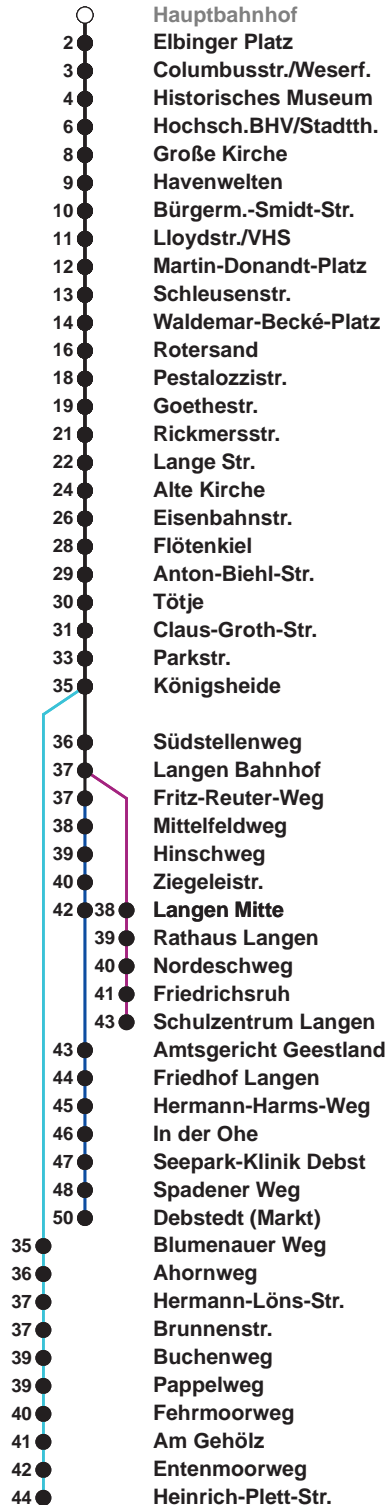 Hauptbahnhof
2 Elbinger Platz
3 Columbusstr./Weserf.
4 Historisches Museum
6 Hochsch.BHV/Stadtth.
8 Große Kirche
9 Havenwelten
10 Bürgerm.-Smidt-Str.
11 Lloydstr./VHS
12 Martin-Donandt-Platz
13 Schleusenstr.
14 Waldemar-Becké-Platz
16 Rotersand
18 Pestalozzistr.
19 Goethestr.
21 Rickmersstr.
22 Lange Str.
24 Alte Kirche
26 Eisenbahnstr.
28 Flötenkiel
29 Anton-Biehl-Str.
30 Tötje
31 Claus-Groth-Str.
33 Parkstr.
35 Königsheide
36 Südstellenweg
37 Langen Bahnhof
37 Fritz-Reuter-Weg
38 Mittelfeldweg
39 Hinschweg
40 Ziegeleistr.
42 38 Langen Mitte
39 Rathaus Langen
40 Nordeschweg
41 Friedrichsruh
43 Schulzentrum Langen
43 Amtsgericht Geestland
44 Friedhof Langen
45 Hermann-Harms-Weg
46 In der Ohe
47 Seepark-Klinik Debst
48 Spadener Weg
50 Debstedt (Markt)
35 Blumenauer Weg
36 Ahornweg
37 Hermann-Löns-Str.
37 Brunnenstr.
39 Buchenweg
39 Pappelweg
40 Fehrmoorweg
41 Am Gehölz
42 Entenmoorweg
44 Heinrich-Plett-Str.